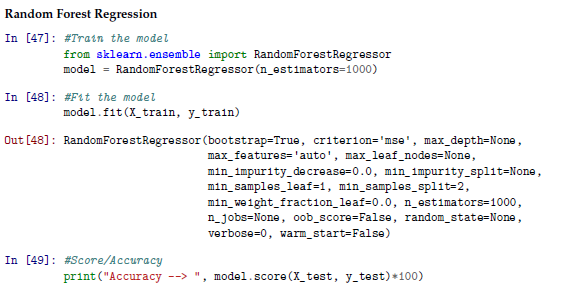 Random Forest Regression
In [47]: #Train the model
from sklearn.ensemble import RandomForestRegressor
model = RandomForestRegressor(n_estimators=1000)
In [48]: #Fit the model
model.fit(X_train, y_train)
Out[48]: RandomForestRegressor(bootstrap=True, criterion='mse', max_depth=None,
max_features='auto', max_leaf_nodes=None,
min_impurity_decrease=0.0, min_impurity_split=None,
min_samples_leaf=1, min_samples_split=2,
min_weight_fraction_leaf=0.0, n_estimators=1000,
n_jobs=None, oob_score=False, random_state=None,
verbose=0, warm_start=False)
In [49]: #Score/Accuracy
print("Accuracy --> ", model.score(X_test, y_test)*100)